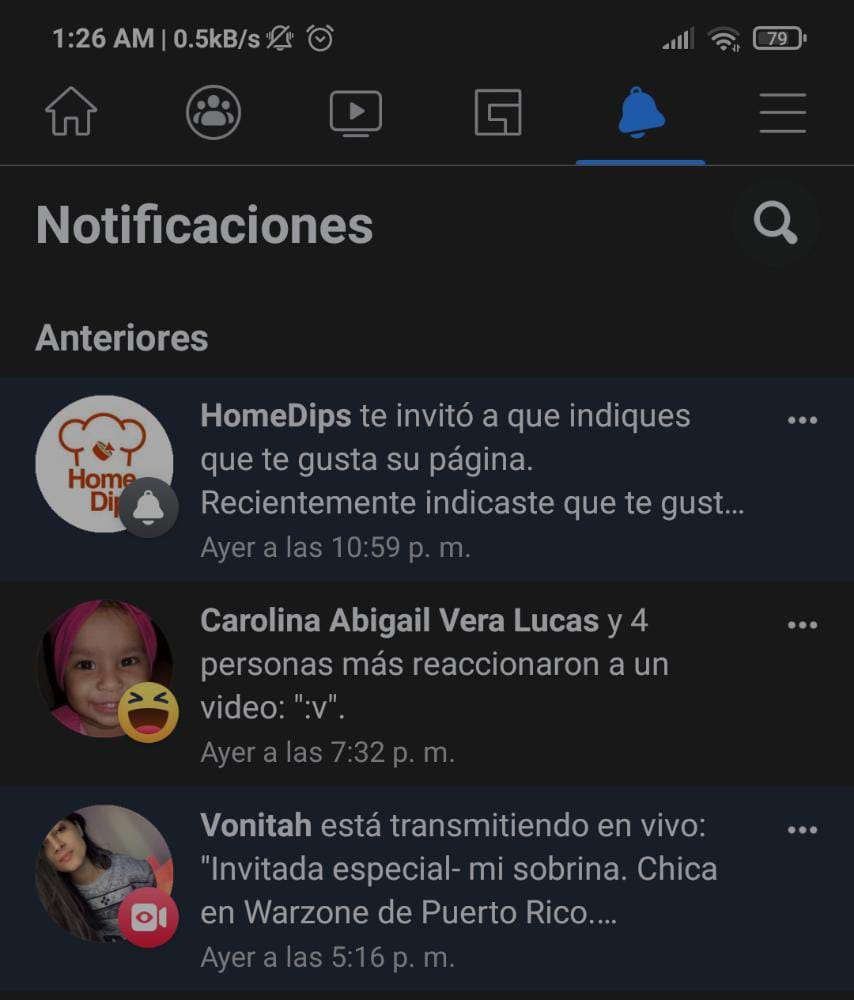 1:26 AM | 0.5kB/s
79
Notificaciones
Anteriores
Home
HomeDips te invitó a que indiques
que te gusta su página.
Recientemente indicaste que te gust...
Ayer a las 10:59 p. m.
Carolina Abigail Vera Lucas y 4
personas más reaccionaron a un
video: ":v".
Ayer a las 7:32 p. m.
Vonitah está transmitiendo en vivo:
"Invitada especial- mi sobrina. Chica
en Warzone de Puerto Rico....
Ayer a las 5:16 p. m.